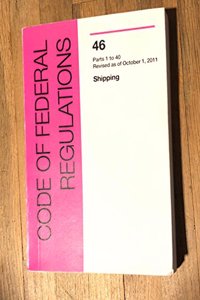 CODE OF FEDERAL
REGULATIONS
46
Parts 1 to 40
Revised as of October 1, 2011
Shipping